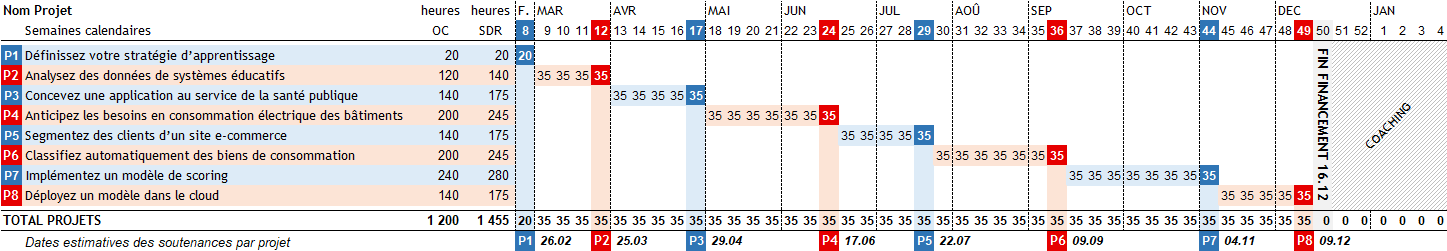 Nom Projet heures heures F. MAR AVR MAI JUN JUL AOÛ SEP OCT NOV DEC JAN
Semaines calendaires OC SDR 8 9 10 11 12 13 14 15 16 17 18 19 20 21 22 23 24 25 26 27 28 29 30 31 32 33 34 35 36 37 38 39 40 41 42 43 44 45 46 47 48 49 50 51 52 1 2 3 4
P1 Définissez votre stratégie d'apprentissage 20 20 20
P2 Analysez des données de systèmes éducatifs 120 140 35 35 35 35
P3 Concevez une application au service de la santé publique 140 175 35 35 35 35 35
P4 Anticipez les besoins en consommation électrique des bâtiments 200 245 35 35 35 35 35 35 35
P5 Segmentez des clients d'un site e-commerce 140 175 35 35 35 35 35
P6 Classifiez automatiquement des biens de consommation 200 245 35 35 35 35 35 35 35
P7 Implémentez un modèle de scoring 240 280 35 35 35 35 35 35 35 35
P8 Déployez un modèle dans le cloud 140 175 35 35 35 35 35
FIN FINANCEMENT 16.12
COACHING
TOTAL PROJETS 1 200 1 455 20 35 35 35 35 35 35 35 35 35 35 35 35 35 35 35 35 35 35 35 35 35 35 35 35 35 35 35 35 35 35 35 35 35 35 35 35 35 35 35 35 35 0 0 0 0 0 0 0
Dates estimatives des soutenances par projet P1 26.02 P2 25.03 P3 29.04 P4 17.06 P5 22.07 P6 09.09 P7 04.11 P8 09.12